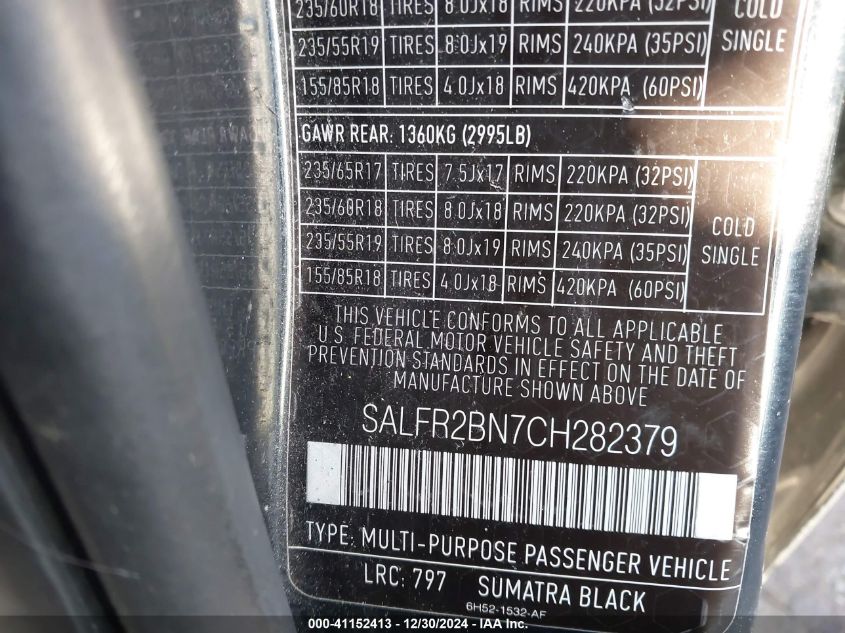 235/60R18 TIRES 8.0Jx18 RIMS 220KPA (32PSI) COLD
235/55R19 TIRES 8.0Jx19 RIMS 240KPA (35PSI) SINGLE
155/85R18 TIRES 4.0Jx18 RIMS 420KPA (60PSI)
GAWR REAR: 1360KG (2995LB)
235/65R17 TIRES 7.5Jx17 RIMS 220KPA (32PSI)
235/60R18 TIRES 8.0Jx18 RIMS 220KPA (32PSI) COLD
235/55R19 TIRES 8.0Jx19 RIMS 240KPA (35PSI) SINGLE
155/85R18 TIRES 4.0Jx18 RIMS 420KPA (60PSI)
THIS VEHICLE CONFORMS TO ALL APPLICABLE
U.S. FEDERAL MOTOR VEHICLE SAFETY AND THEFT
PREVENTION STANDARDS IN EFFECT ON THE DATE OF
MANUFACTURE SHOWN ABOVE
SALFR2BN7CH282379
TYPE: MULTI-PURPOSE PASSENGER VEHICLE
LRC: 797 SUMATRA BLACK
6H52-1532-AF
000-41152413 - 12/30/2024 - IAA Inc.